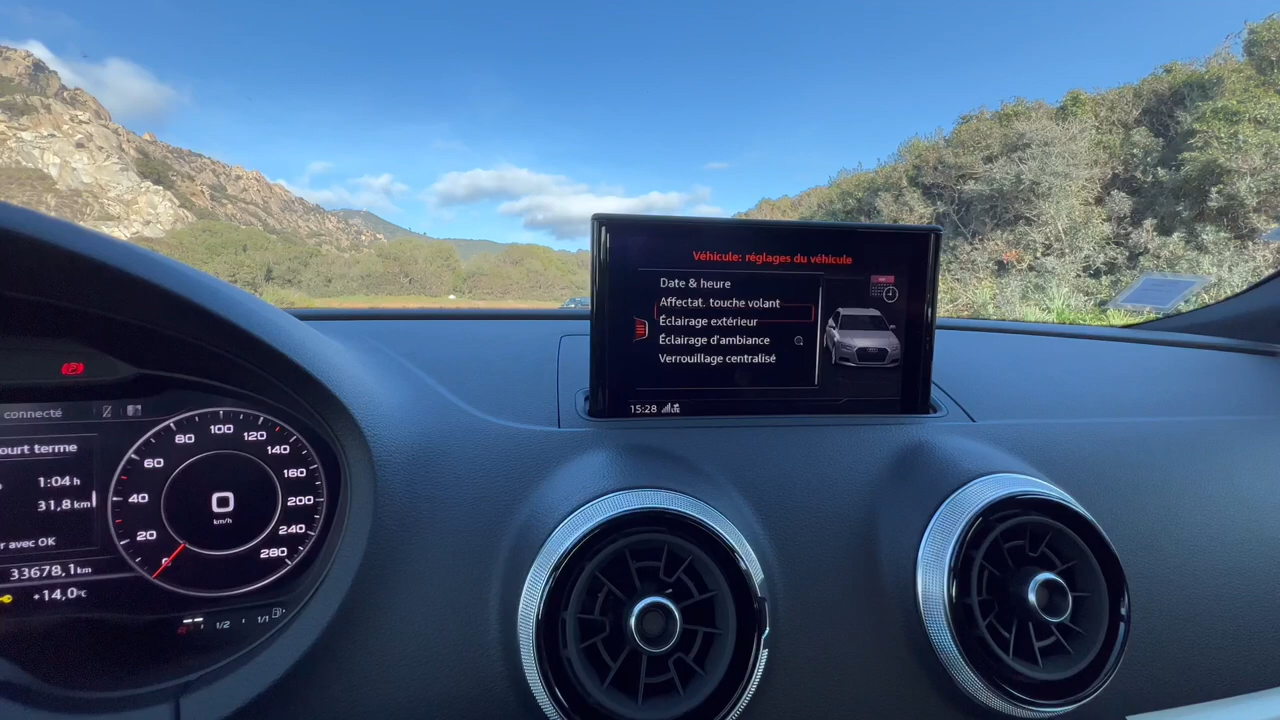 Véhicule: réglages du véhicule
Date & heure
Affectat. touche volant
Éclairage extérieur
Éclairage d'ambiance
Verrouillage centralisé
15:28 LTE
connecté
ourt terme
1:04 h
31,8 km
r avec OK
33678,1 km
+14,0 °C
0
20
40
60
80
100
120
140
160
200
240
280
0
km/h
1/2
1/1